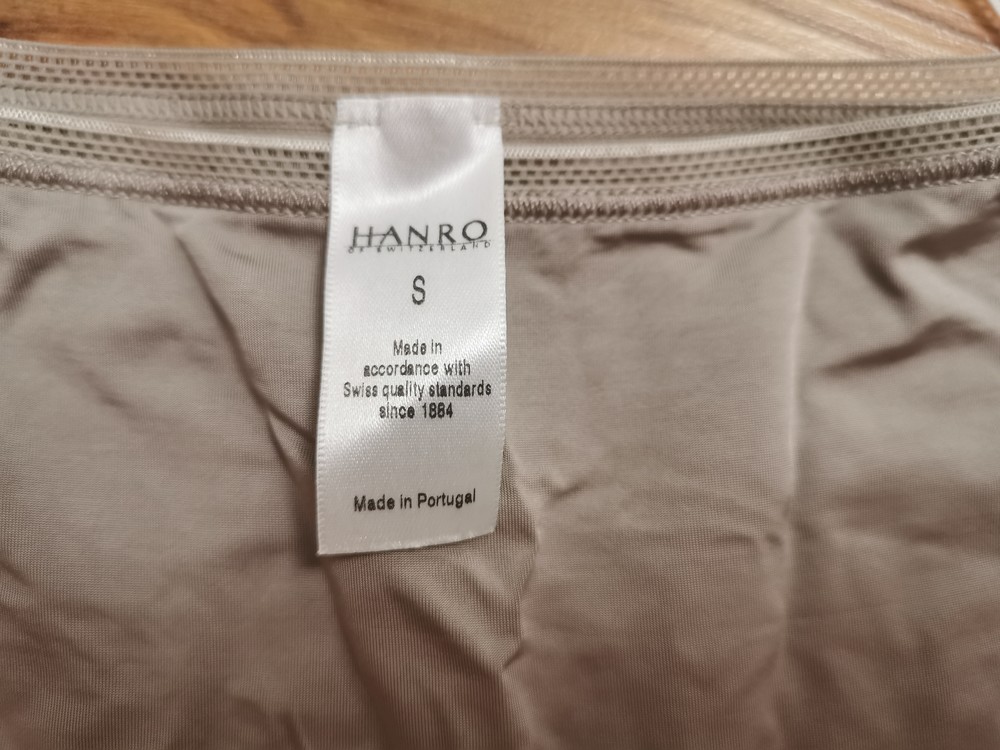 HANRO
OF SWITZERLAND
S
Made in
accordance with
Swiss quality standards
since 1884
Made in Portugal